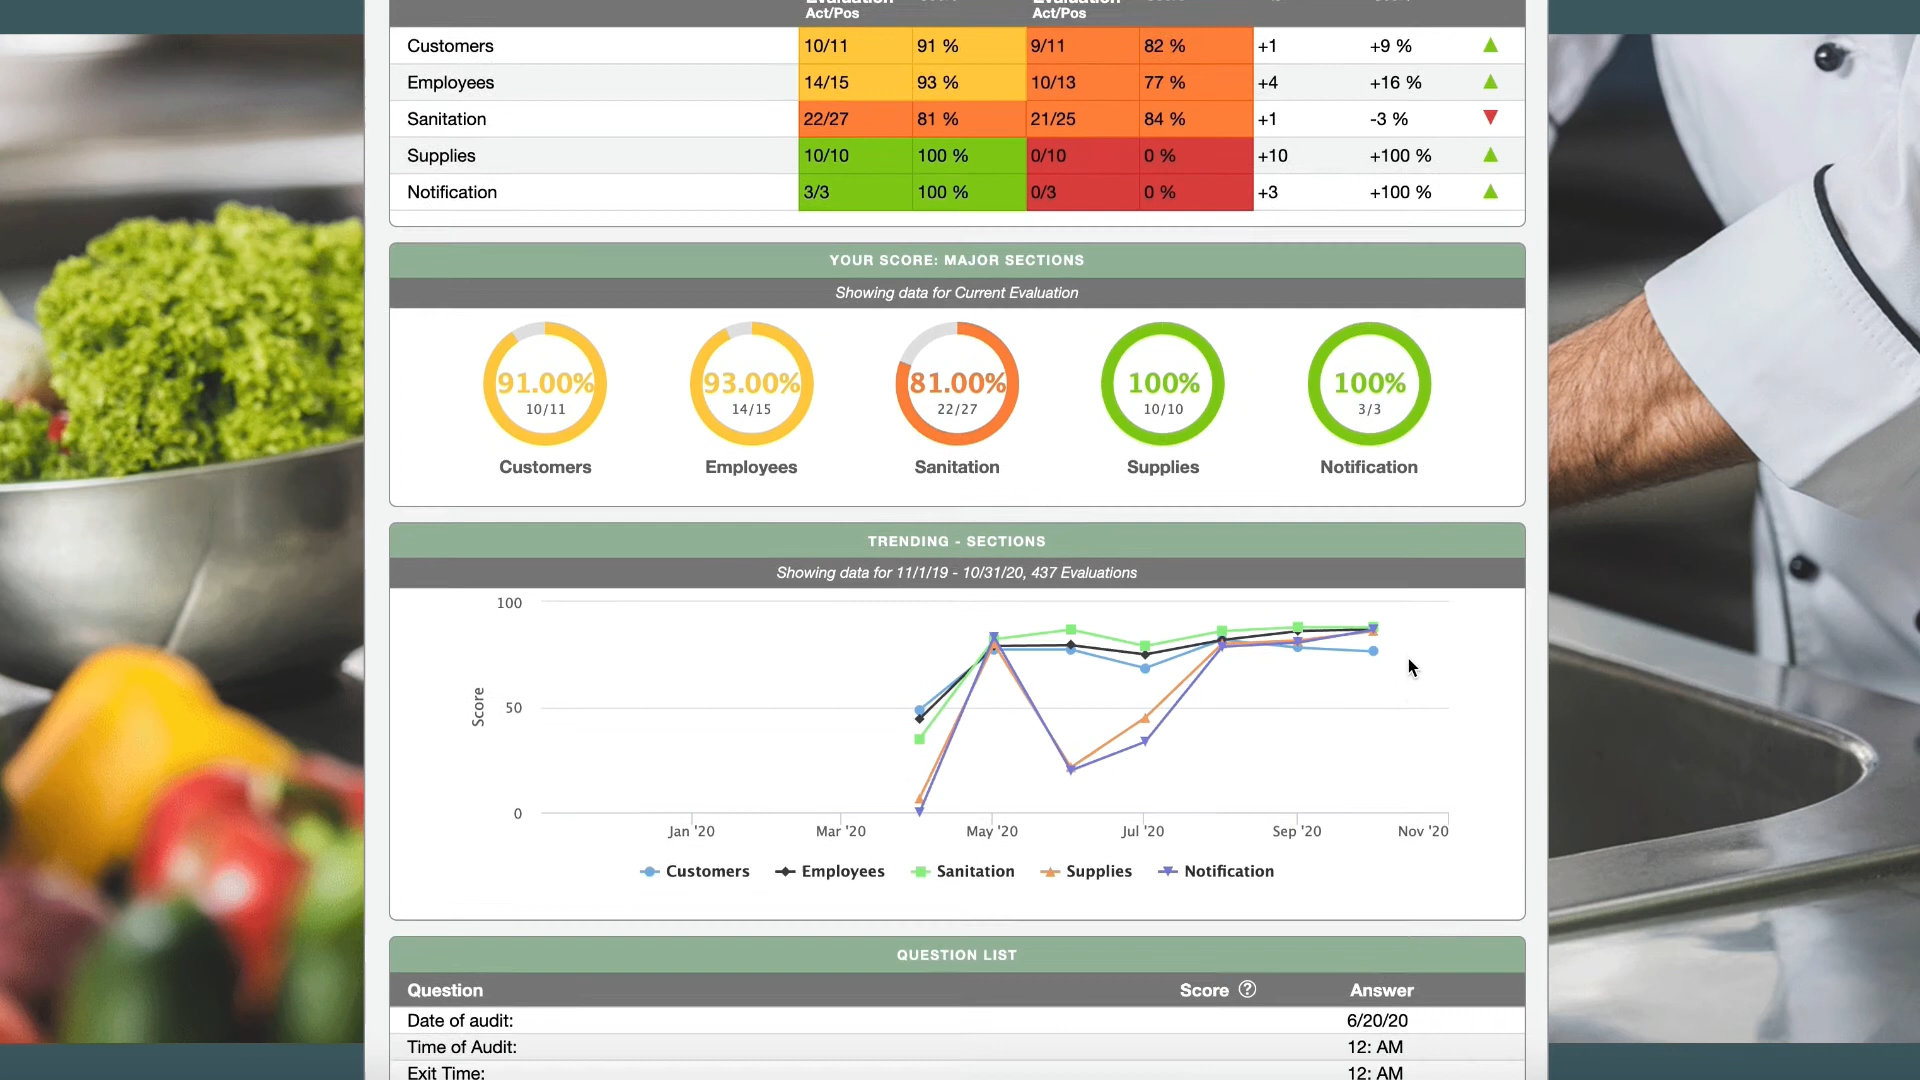 Evaluation Evaluation
Act/Pos Act/Pos
Customers 10/11 91 % 9/11 82 % +1 +9 %
Employees 14/15 93 % 10/13 77 % +4 +16 %
Sanitation 22/27 81 % 21/25 84 % +1 -3 %
Supplies 10/10 100 % 0/10 0 % +10 +100 %
Notification 3/3 100 % 0/3 0 % +3 +100 %
YOUR SCORE: MAJOR SECTIONS
Showing data for Current Evaluation
91.00% 93.00% 81.00% 100% 100%
10/11 14/15 22/27 10/10 3/3
Customers Employees Sanitation Supplies Notification
TRENDING - SECTIONS
Showing data for 11/1/19 - 10/31/20, 437 Evaluations
100
Score
50
0
Jan '20 Mar '20 May '20 Jul '20 Sep '20 Nov '20
Customers Employees Sanitation Supplies Notification
QUESTION LIST
Question Score ? Answer
Date of audit: 6/20/20
Time of Audit: 12: AM
Exit Time: 12: AM